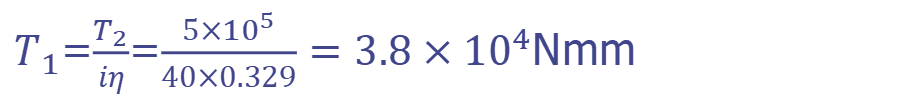 T₁=T₂/iη=5×10⁵/40×0.329 = 3.8 × 10⁴Nmm